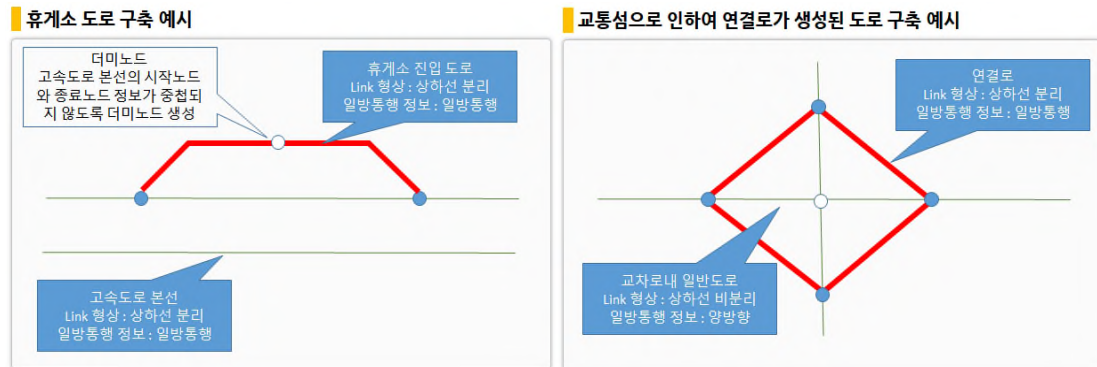 휴게소 도로 구축 예시
더미노드
고속도로 본선의 시작노드
와 종료노드 정보가 중첩되
지 않도록 더미노드 생성
휴게소 진입 도로
Link 형상 : 상하선 분리
일방통행 정보 : 일방통행
고속도로 본선
Link 형상 : 상하선 분리
일방통행 정보 : 일방통행
교통섬으로 인하여 연결로가 생성된 도로 구축 예시
연결로
Link 형상 : 상하선 분리
일방통행 정보 : 일방통행
교차로내 일반도로
Link 형상 : 상하선 비분리
일방통행 정보 : 양방향